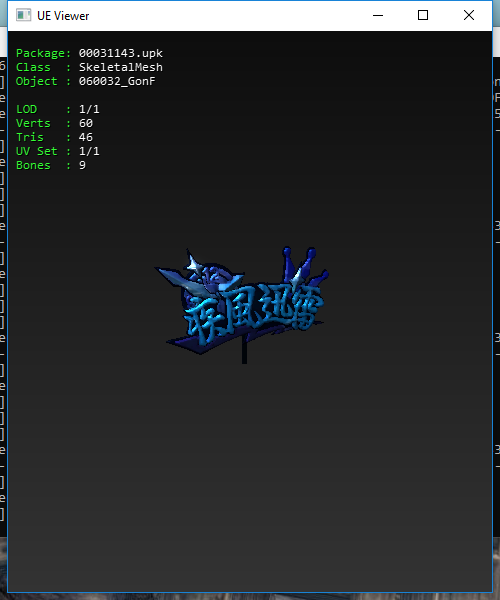 UE Viewer
Package: 00031143.upk
Class : SkeletalMesh
Object : 060032_GonF
LOD : 1/1
Verts : 60
Tris : 46
UV Set : 1/1
Bones : 9
疾風迅雷